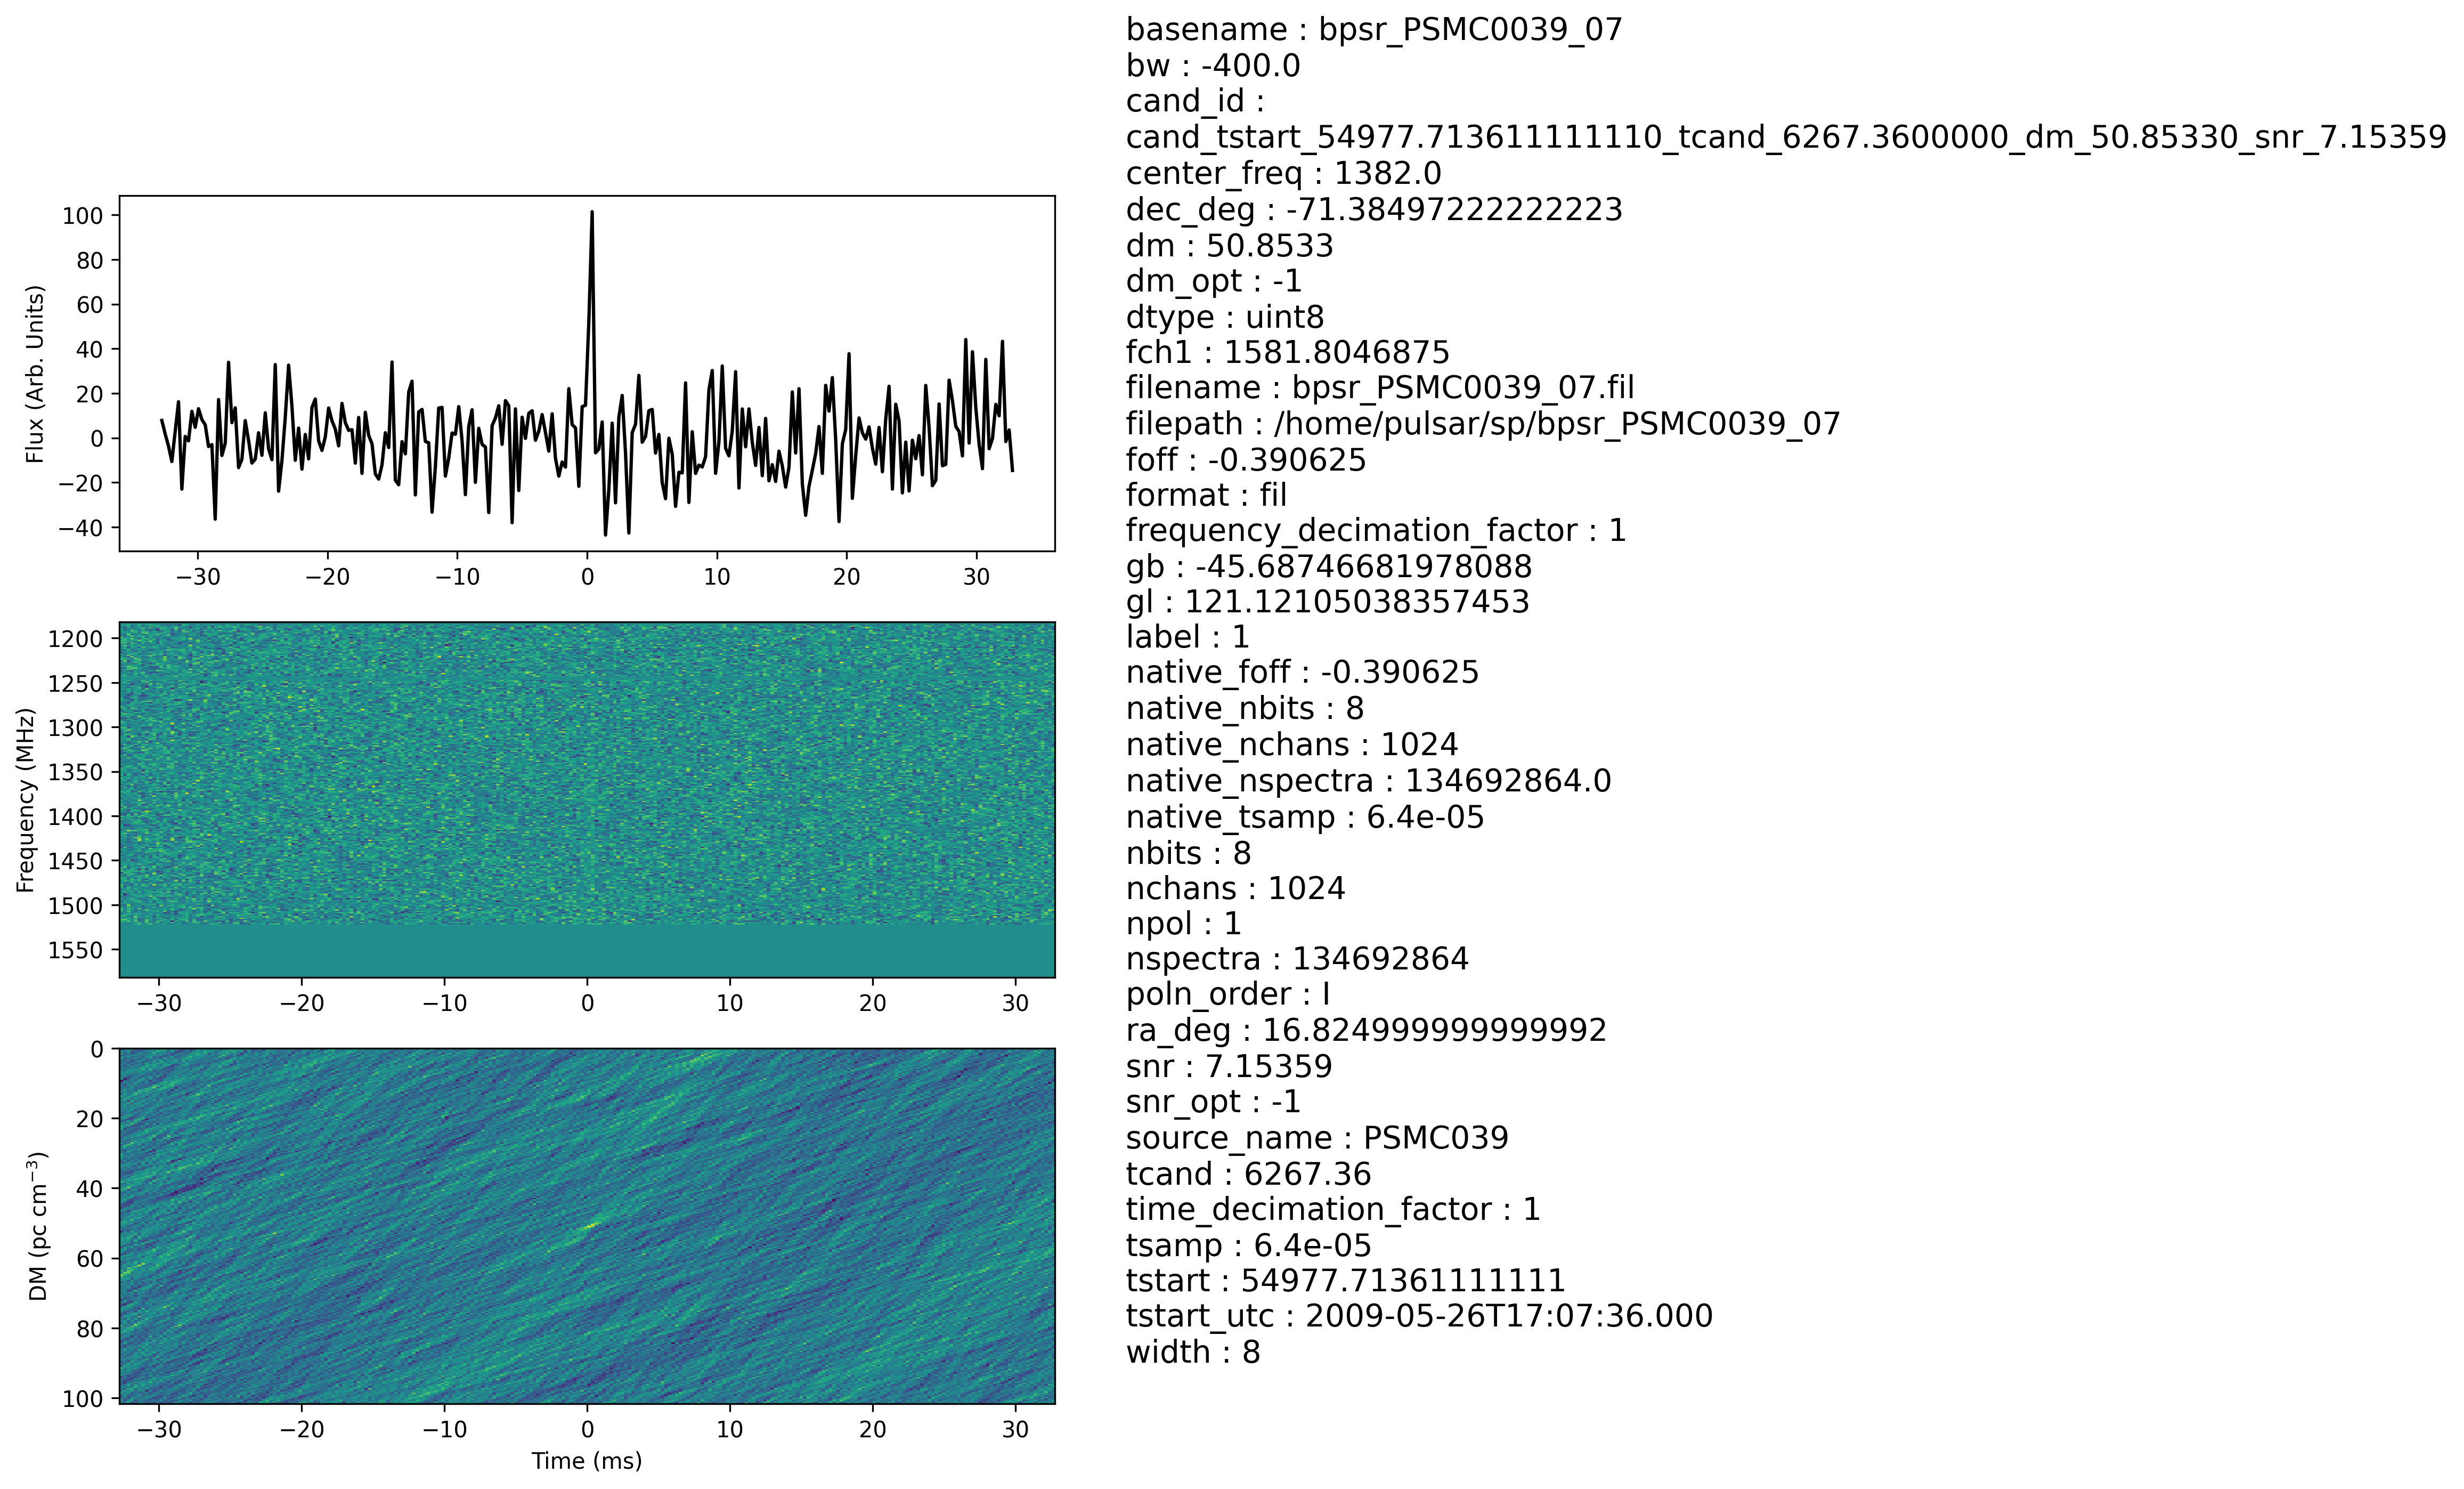 basename : bpsr_PSMC0039_07
bw : -400.0
cand_id :
cand_tstart_54977.713611111110_tcand_6267.3600000_dm_50.85330_snr_7.15359
center_freq : 1382.0
dec_deg : -71.38497222222223
dm : 50.8533
dm_opt : -1
dtype : uint8
fch1 : 1581.8046875
filename : bpsr_PSMC0039_07.fil
filepath : /home/pulsar/sp/bpsr_PSMC0039_07
foff : -0.390625
format : fil
frequency_decimation_factor : 1
gb : -45.68746681978088
gl : 121.12105038357453
label : 1
native_foff : -0.390625
native_nbits : 8
native_nchans : 1024
native_nspectra : 134692864.0
native_tsamp : 6.4e-05
nbits : 8
nchans : 1024
npol : 1
nspectra : 134692864
poln_order : I
ra_deg : 16.824999999999992
snr : 7.15359
snr_opt : -1
source_name : PSMC039
tcand : 6267.36
time_decimation_factor : 1
tsamp : 6.4e-05
tstart : 54977.71361111111
tstart_utc : 2009-05-26T17:07:36.000
width : 8
Flux (Arb. Units)
100
80
60
40
20
0
−20
−40
−30 −20 −10 0 10 20 30
Frequency (MHz)
1200
1250
1300
1350
1400
1450
1500
1550
−30 −20 −10 0 10 20 30
DM (pc cm⁻³)
0
20
40
60
80
100
−30 −20 −10 0 10 20 30
Time (ms)